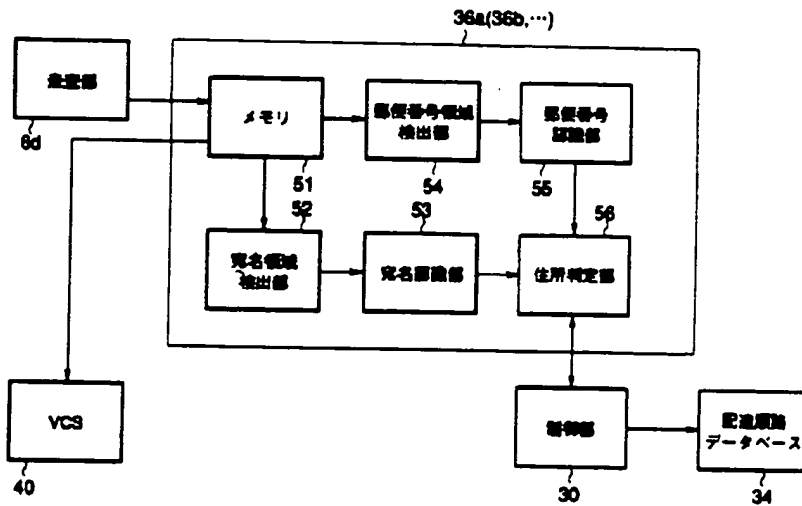 36a(36b,…)
走査部
6d
メモリ
51
郵便番号領域
検出部
54
郵便番号
認識部
55
52
宛名領域
検出部
53
宛名認識部
56
住所判定部
VCS
40
制御部
30
配達順路
データベース
34